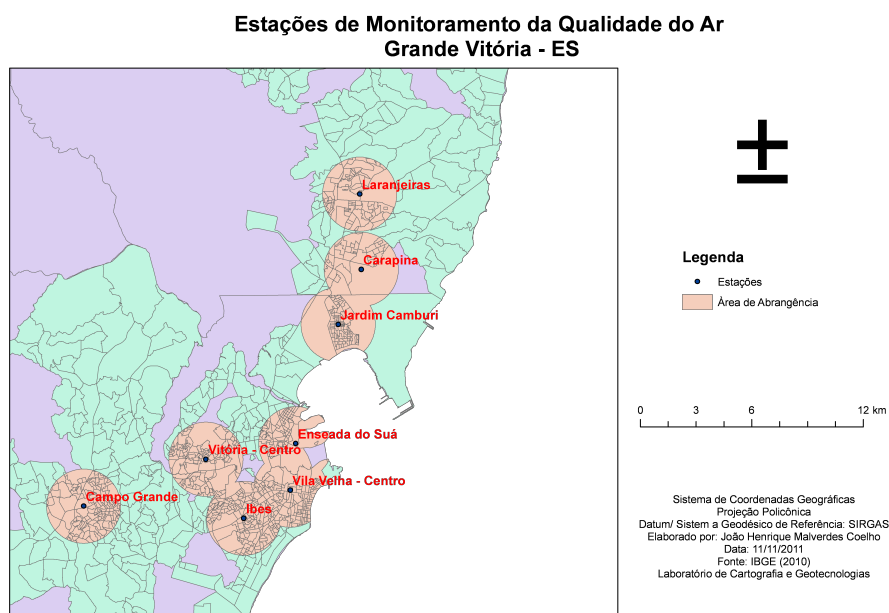 Estações de Monitoramento da Qualidade do Ar
Grande Vitória - ES
Laranjeiras
Carapina
Jardim Camburi
Enseada do Suá
Vitória - Centro
Vila Velha - Centro
Campo Grande
Ibes
Legenda
Estações
Área de Abrangência
0 3 6 12 km
Sistema de Coordenadas Geográficas
Projeção Policônica
Datum/ Sistem a Geodésico de Referência: SIRGAS
Elaborado por: João Henrique Malverdes Coelho
Data: 11/11/2011
Fonte: IBGE (2010)
Laboratório de Cartografia e Geotecnologias